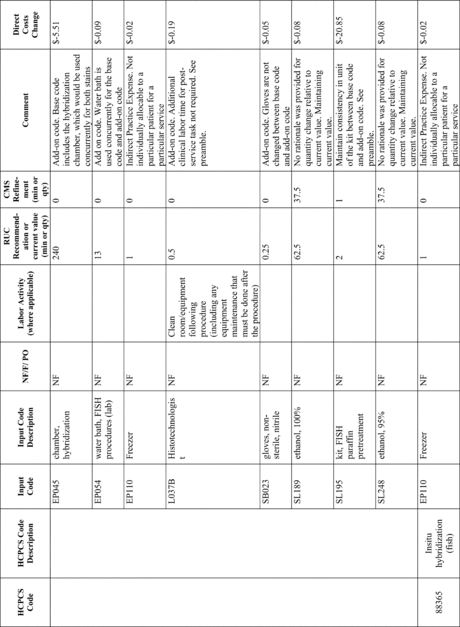 HCPCS
Code
HCPCS Code
Description
Input
Code
Input Code
Description
NF/F/ PO
Labor Activity
(where applicable)
RUC
Recommend-
ation or
current value
(min or qty)
CMS
Refine-
ment
(min or
qty)
Comment
Direct
Costs
Change
EP045
chamber,
hybridization
NF
240
0
Add-on code. Base code
includes the hybridization
chamber, which would be used
concurrently for both stains
$-5.51
EP054
water bath, FISH
procedures (lab)
NF
13
0
Add on code. Water bath is
used concurrently for the base
code and add-on code
$-0.09
EP110
Freezer
NF
1
0
Indirect Practice Expense. Not
individually allocable to a
particular patient for a
particular service
$-0.02
L037B
Histotechnologis
t
NF
Clean
room/equipment
following
procedure
(including any
equipment
maintenance that
must be done after
the procedure)
0.5
0
Add-on code. Additional
clinical labor time for post-
service task not required. See
preamble.
$-0.19
SB023
gloves, non-
sterile, nitrile
NF
0.25
0
Add-on code. Gloves are not
changed between base code
and add-on code
$-0.05
SL189
ethanol, 100%
NF
62.5
37.5
No rationale was provided for
quantity change relative to
current value. Maintaining
current value.
$-0.08
SL195
kit, FISH
paraffin
pretreatment
NF
2
1
Maintain consistency in unit
of the kit between base code
and add-on code. See
preamble.
$-20.85
SL248
ethanol, 95%
NF
62.5
37.5
No rationale was provided for
quantity change relative to
current value. Maintaining
current value.
$-0.08
88365
Insitu
hybridization
(fish)
EP110
Freezer
NF
1
0
Indirect Practice Expense. Not
individually allocable to a
particular patient for a
particular service
$-0.02